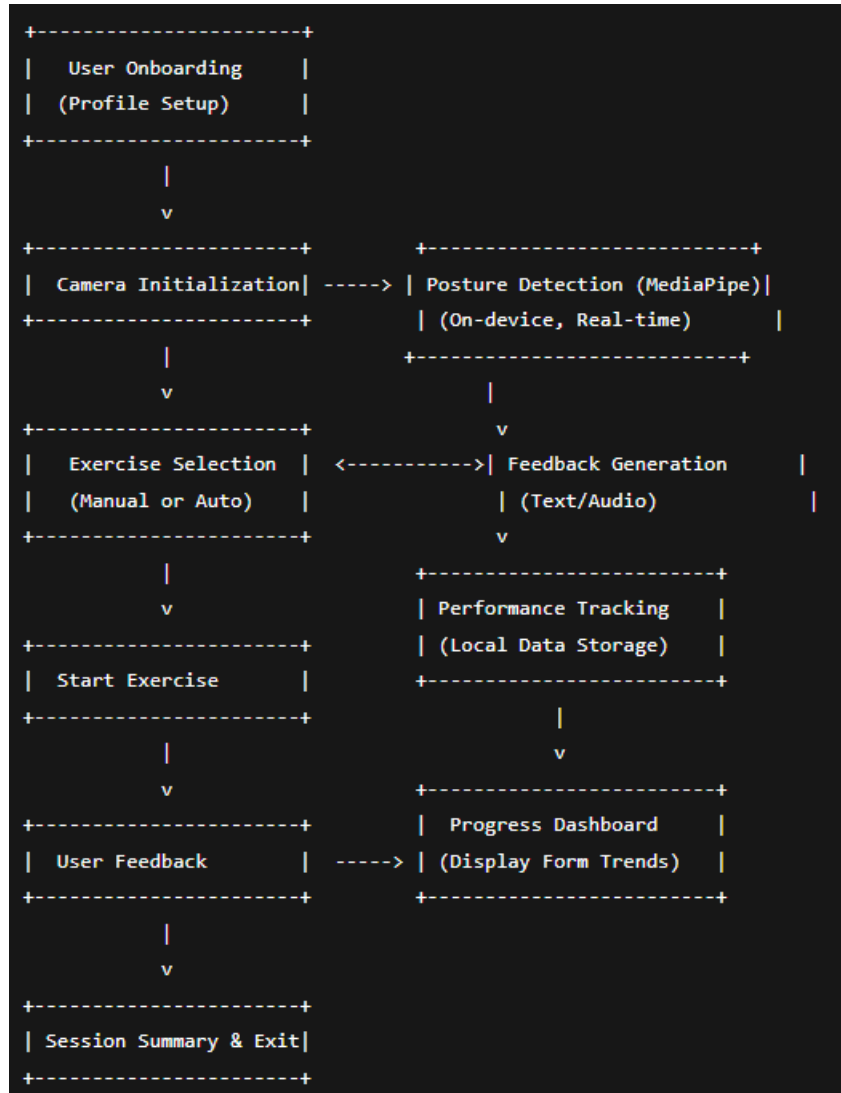 +-----------------------+
|   User Onboarding     |
|  (Profile Setup)      |
+-----------------------+
            |
            v
+-----------------------+         +----------------------------+
|  Camera Initialization| -----> | Posture Detection (MediaPipe)|
+-----------------------+         | (On-device, Real-time)       |
            |                    +----------------------------+
            v                           |
+-----------------------+                v
|   Exercise Selection  |  <----------->| Feedback Generation      |
|   (Manual or Auto)    |                | (Text/Audio)             |
+-----------------------+                v
            |                     +-------------------------+
            v                     | Performance Tracking    |
+-----------------------+         | (Local Data Storage)    |
|  Start Exercise       |         +-------------------------+
+-----------------------+                     |
            |                                 v
            v                     +-------------------------+
+-----------------------+         |  Progress Dashboard     |
|  User Feedback        |  -----> | (Display Form Trends)   |
+-----------------------+         +-------------------------+
            |
            v
+-----------------------+
| Session Summary & Exit|
+-----------------------+